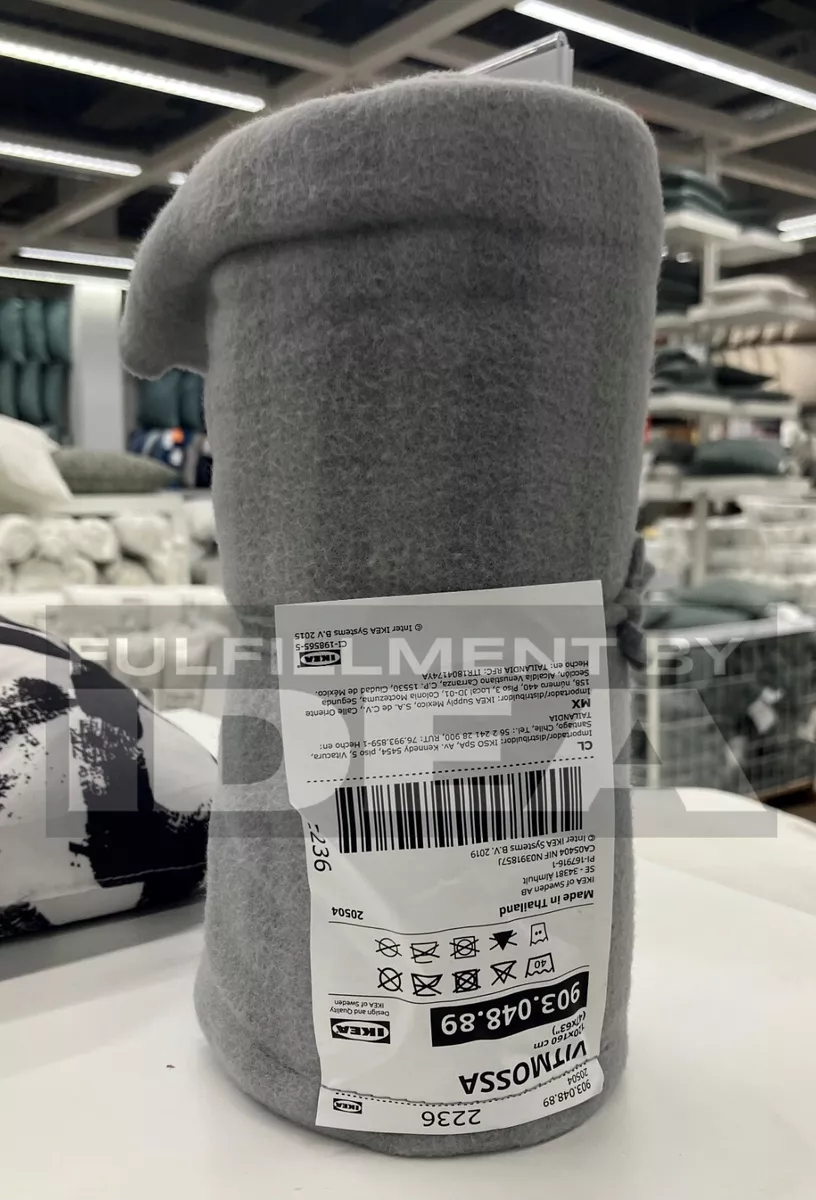 903.048.89
20504
2236
IKEA
VITMOSSA
120x160 cm
(47x63")
903.048.89
IKEA
Design and Quality
IKEA of Sweden
40
20504
Made in Thailand
IKEA of Sweden AB
SE - 34381 Älmhult
PI-167916-1
CA05404 NIF N0391857J
© Inter IKEA Systems B.V. 2019
2236
CL
Importador/distribuidor: IKSO SpA, Av. Kennedy 5454, piso 5, Vitacura,
Santiago, Chile, Tel.: 56 2 241 28 900, RUT: 76.993.859-1 Hecho en:
TAILANDIA
MX
Importador/distribuidor: IKEA Supply Mexico, S.A. de C.V., Calle Oriente
158, número 440, Piso 3, Local JD-01, Colonia Moctezuma, Segunda
Sección, Alcaldía Venustiano Carranza, C.P. 15530, Ciudad de México,
Hecho en: TAILANDIA RFC: ITR180417AYA
IKEA
CI-198565-5
© Inter IKEA Systems B.V 2015
FULFILLMENT BY
IDEA